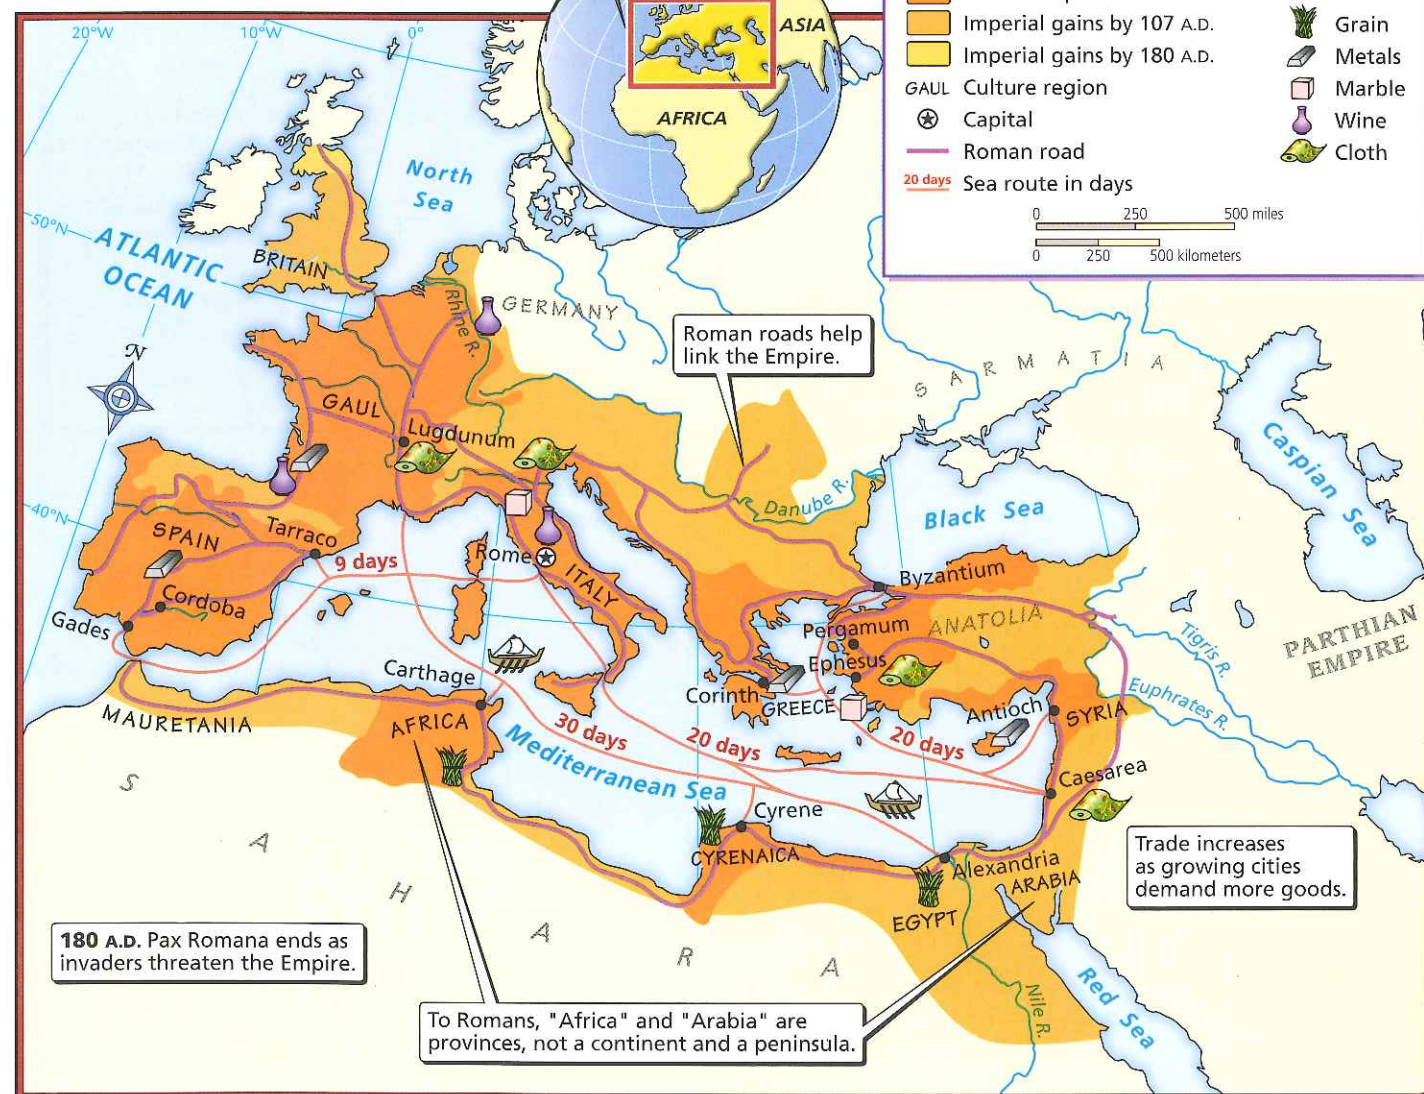 20°W
10°W
0°
ASIA
AFRICA
Imperial gains by 107 A.D.
Imperial gains by 180 A.D.
GAUL Culture region
Capital
Roman road
20 days Sea route in days
0 250 500 miles
0 250 500 kilometers
Grain
Metals
Marble
Wine
Cloth
North
Sea
50°N
ATLANTIC
OCEAN
BRITAIN
Rhine R.
GERMANY
Roman roads help
link the Empire.
SARMATIA
N
GAUL
Lugdunum
Caspian Sea
40°N
SPAIN
Tarraco
9 days
Rome
ITALY
Danube R.
Black Sea
Byzantium
Cordoba
Gades
Pergamum
ANATOLIA
Ephesus
Tigris R.
PARTHIAN
EMPIRE
Carthage
Corinth
GREECE
Antioch
SYRIA
Euphrates R.
MAURETANIA
AFRICA
30 days
20 days
20 days
Mediterranean Sea
Caesarea
Cyrene
CYRENAICA
Alexandria
ARABIA
EGYPT
Trade increases
as growing cities
demand more goods.
SAHARA
180 A.D. Pax Romana ends as
invaders threaten the Empire.
Nile R.
Red Sea
To Romans, "Africa" and "Arabia" are
provinces, not a continent and a peninsula.